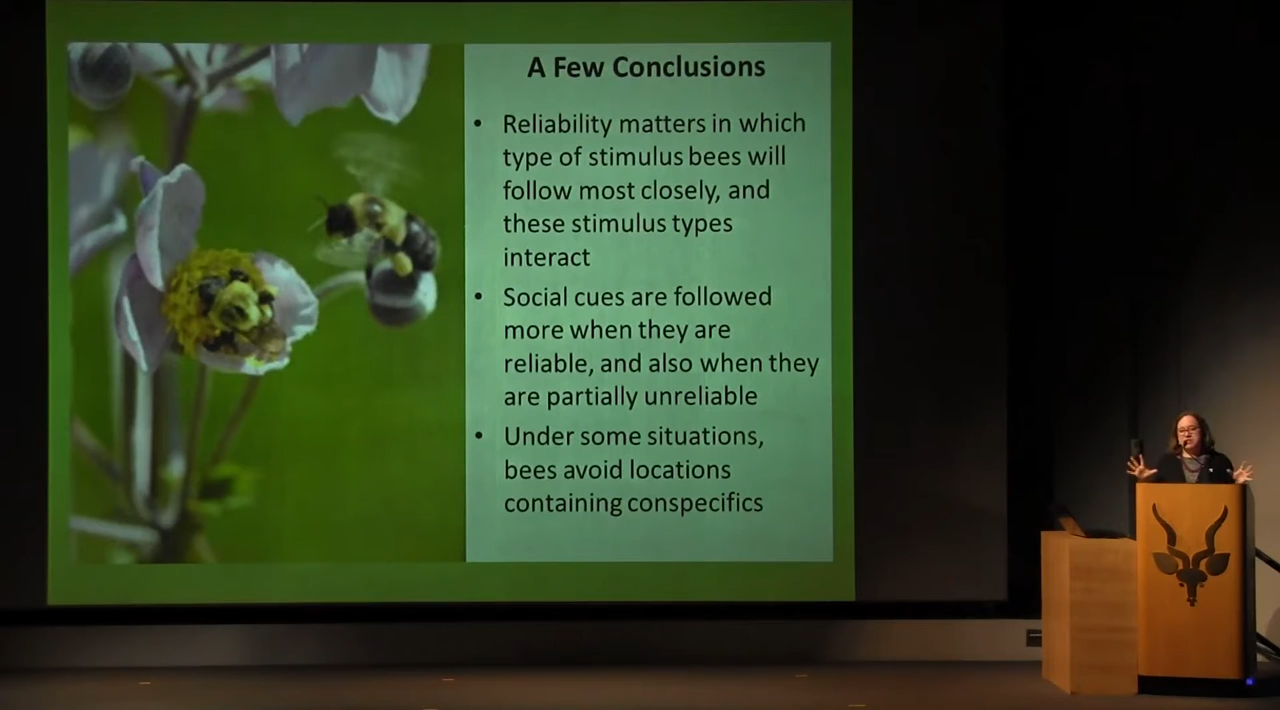 A Few Conclusions
• Reliability matters in which
type of stimulus bees will
follow most closely, and
these stimulus types
interact
• Social cues are followed
more when they are
reliable, and also when they
are partially unreliable
• Under some situations,
bees avoid locations
containing conspecifics